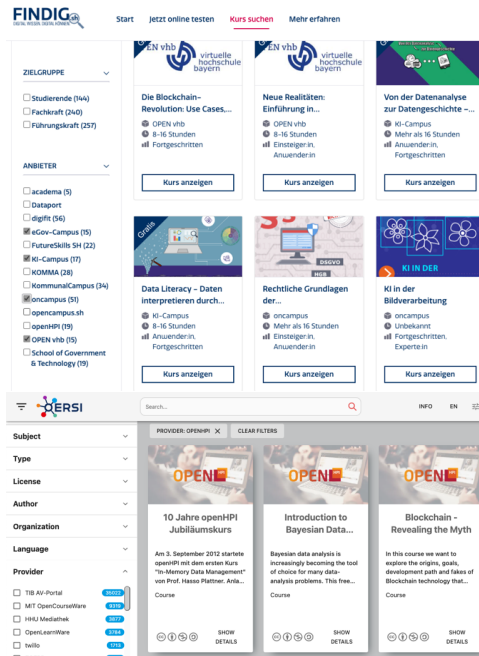 FINDIG.sh
DIGITAL WISSEN. DIGITAL KÖNNEN.
Start
Jetzt online testen
Kurs suchen
Mehr erfahren
ZIELGRUPPE
Studierende (144)
Fachkraft (240)
Führungskraft (257)
ANBIETER
academa (5)
Dataport
digifit (56)
eGov-Campus (15)
FutureSkills SH (22)
KI-Campus (17)
KOMMA (28)
KommunalCampus (34)
oncampus (51)
opencampus.sh
openHPI (19)
OPEN vhb (15)
School of Government
& Technology (19)
EN vhb
virtuelle
hochschule
bayern
Die Blockchain-
Revolution: Use Cases,...
OPEN vhb
8-16 Stunden
Fortgeschritten
Kurs anzeigen
EN vhb
virtuelle
hochschule
bayern
Neue Realitäten:
Einführung in...
OPEN vhb
8-16 Stunden
Einsteiger:in,
Anwender:in
Kurs anzeigen
Von der Datenanalyse
zur Datengeschichte –...
KI-Campus
Mehr als 16 Stunden
Anwender:in,
Fortgeschritten
Kurs anzeigen
Gratis
Data Literacy – Daten
interpretieren durch...
KI-Campus
8-16 Stunden
Anwender:in,
Fortgeschritten
Kurs anzeigen
DSGVO
HGB
Rechtliche Grundlagen
der...
oncampus
Mehr als 16 Stunden
Einsteiger:in,
Anwender:in
Kurs anzeigen
KI IN DER
KI in der
Bildverarbeitung
oncampus
Unbekannt
Fortgeschritten,
Expert:in
Kurs anzeigen
OERSI
Search...
INFO
EN
Subject
Type
License
Author
Organization
Language
Provider
TIB AV-Portal
35022
MIT OpenCourseWare
9319
HHU Mediathek
3877
OpenLearnWare
3794
twillo
1713
PROVIDER: OPENHPI
CLEAR FILTERS
OPENHPI
10 Jahre openHPI
Jubiläumskurs
Am 3. September 2012 startete
openHPI mit dem ersten Kurs
"In-Memory Data Management"
von Prof. Hasso Plattner. Anla...
Course
SHOW
DETAILS
OPENHPI
Introduction to
Bayesian Data...
Bayesian data analysis is
increasingly becoming the tool
of choice for many data-
analysis problems. This free...
Course
SHOW
DETAILS
OPENHPI
Blockchain -
Revealing the Myth
In this course we want to
explore the origins, goals,
development path and fakes of
Blockchain technology that...
Course
SHOW
DETAILS